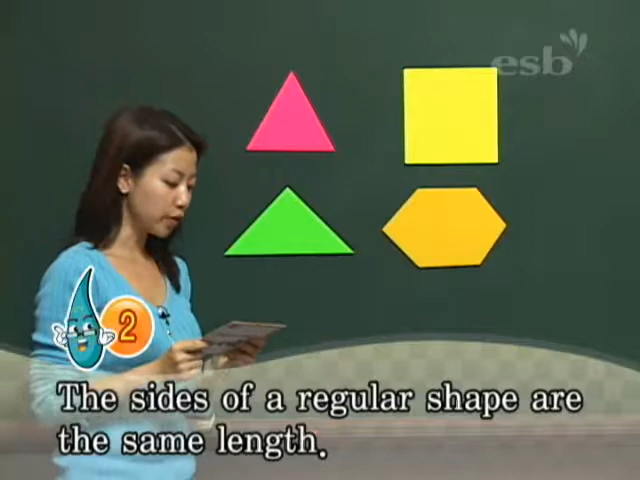 esb
2
The sides of a regular shape are
the same length.